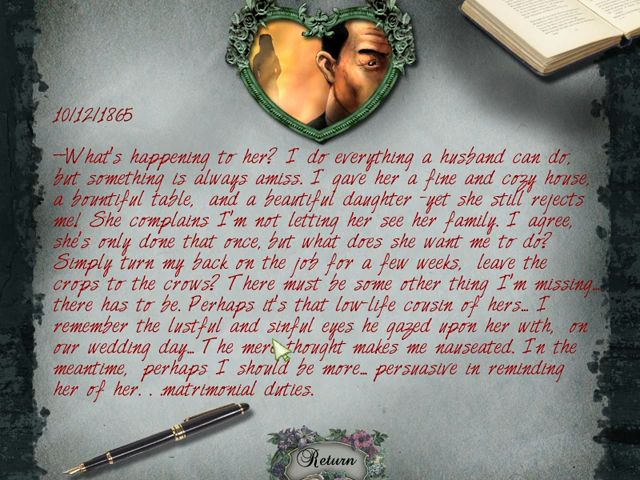 10/12/1865
-What's happening to her? I do everything a husband can do,
but something is always amiss. I gave her a fine and cozy house,
a bountiful table, and a beautiful daughter -yet she still rejects
me! She complains I'm not letting her see her family. I agree,
she's only done that once, but what does she want me to do?
Simply turn my back on the job for a few weeks, leave the
crops to the crows? There must be some other thing I'm missing...
there has to be. Perhaps it's that low-life cousin of hers... I
remember the lustful and sinful eyes he gazed upon her with, on
our wedding day... The mere thought makes me nauseated. In the
meantime, perhaps I should be more... persuasive in reminding
her of her. . .matrimonial duties.
Return